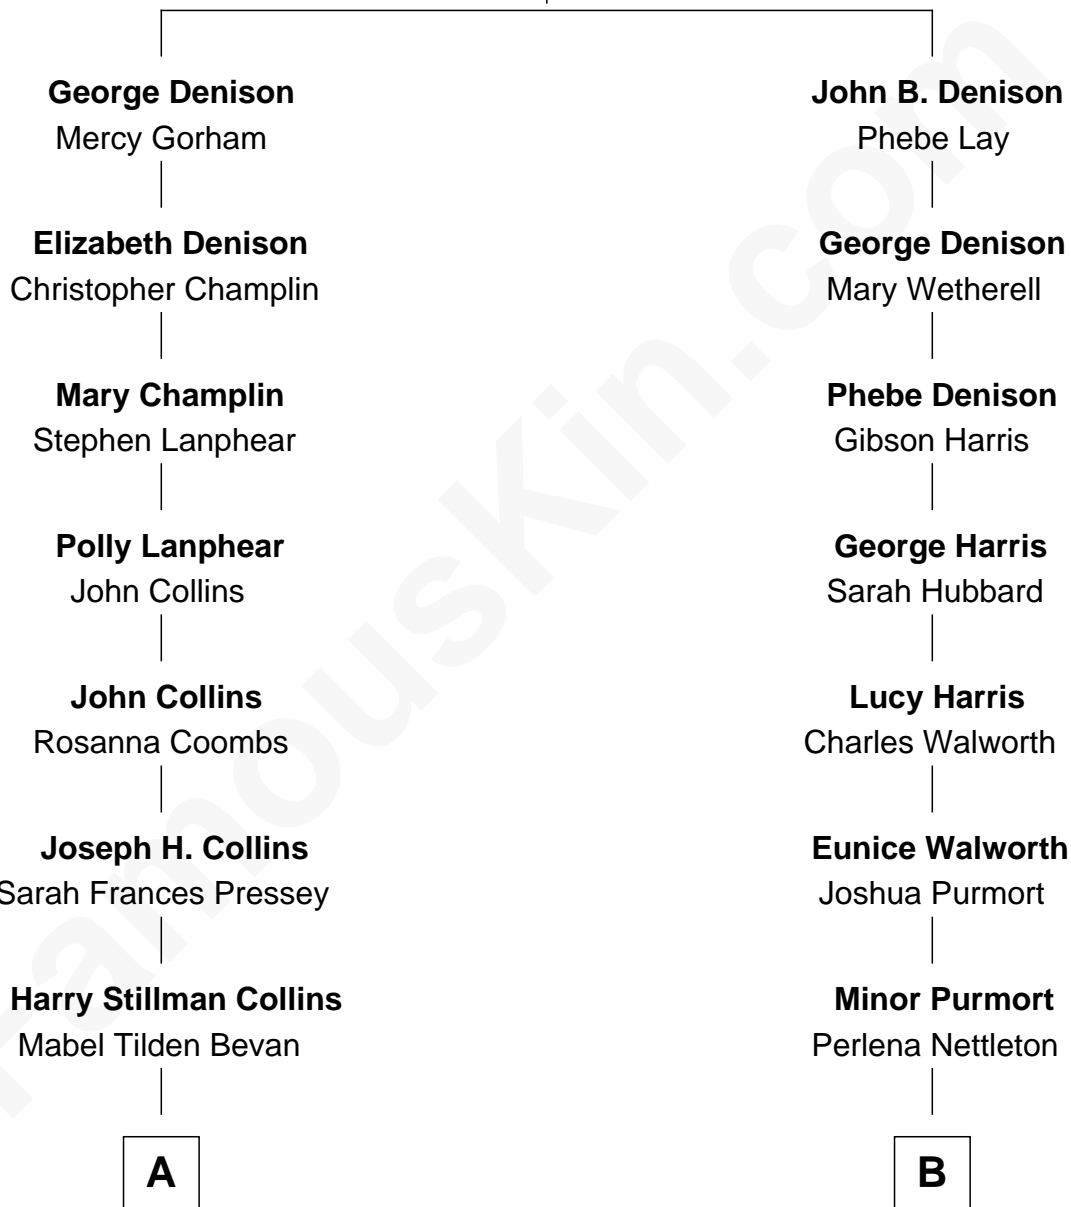 George Denison
Mercy Gorham
Elizabeth Denison
Christopher Champlin
Mary Champlin
Stephen Lanphear
Polly Lanphear
John Collins
John Collins
Rosanna Coombs
Joseph H. Collins
Sarah Frances Pressey
Harry Stillman Collins
Mabel Tilden Bevan
A
John B. Denison
Phebe Lay
George Denison
Mary Wetherell
Phebe Denison
Gibson Harris
George Harris
Sarah Hubbard
Lucy Harris
Charles Walworth
Eunice Walworth
Joshua Purmort
Minor Purmort
Perlena Nettleton
B
FamousKin.com